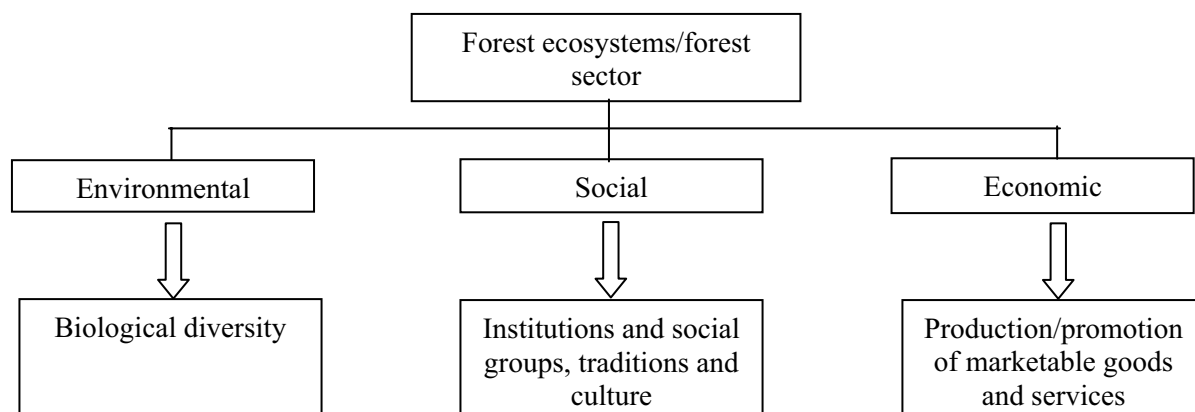 Forest ecosystems/forest
sector
Environmental
Social
Economic
Biological diversity
Institutions and social
groups, traditions and
culture
Production/promotion
of marketable goods
and services